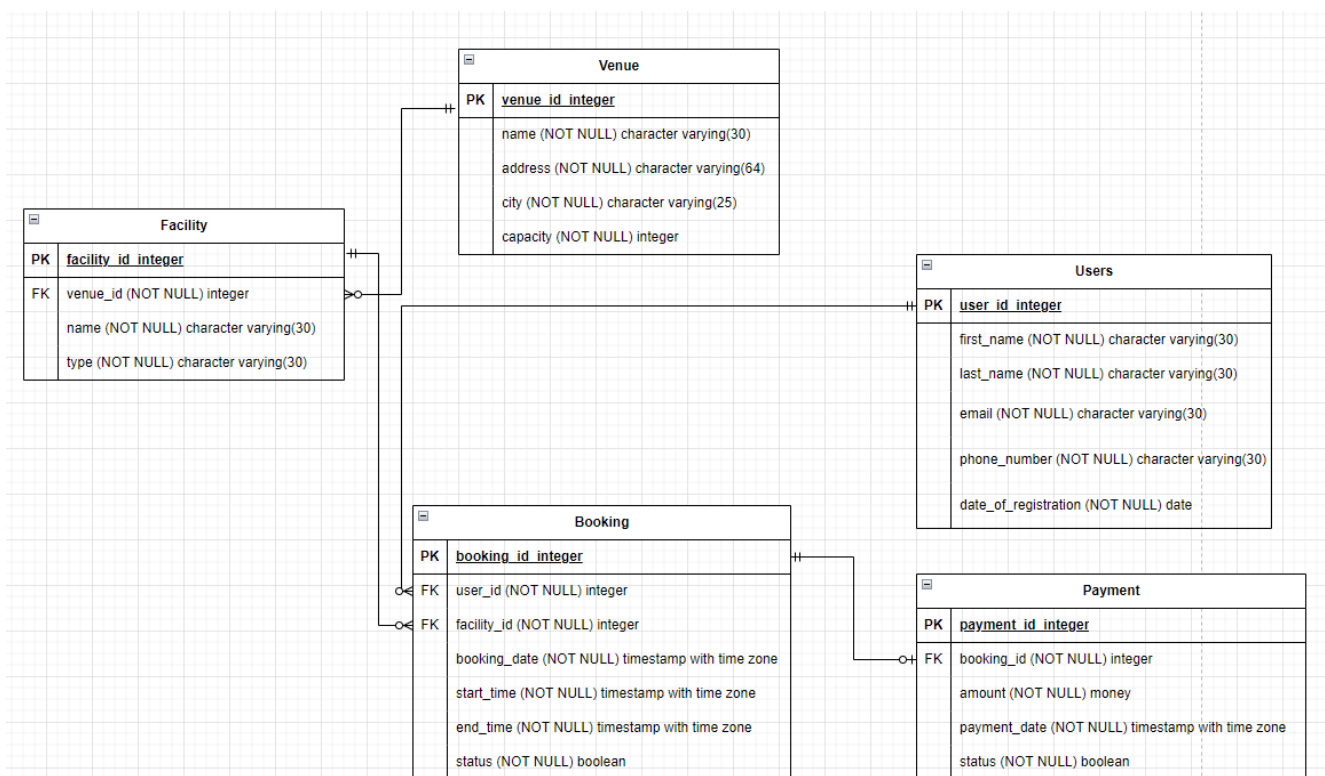 Venue
PK venue_id integer
name (NOT NULL) character varying(30)
address (NOT NULL) character varying(64)
city (NOT NULL) character varying(25)
capacity (NOT NULL) integer
Facility
PK facility_id integer
FK venue_id (NOT NULL) integer
name (NOT NULL) character varying(30)
type (NOT NULL) character varying(30)
Users
PK user_id integer
first_name (NOT NULL) character varying(30)
last_name (NOT NULL) character varying(30)
email (NOT NULL) character varying(30)
phone_number (NOT NULL) character varying(30)
date_of_registration (NOT NULL) date
Booking
PK booking_id integer
FK user_id (NOT NULL) integer
FK facility_id (NOT NULL) integer
booking_date (NOT NULL) timestamp with time zone
start_time (NOT NULL) timestamp with time zone
end_time (NOT NULL) timestamp with time zone
status (NOT NULL) boolean
Payment
PK payment_id integer
FK booking_id (NOT NULL) integer
amount (NOT NULL) money
payment_date (NOT NULL) timestamp with time zone
status (NOT NULL) boolean